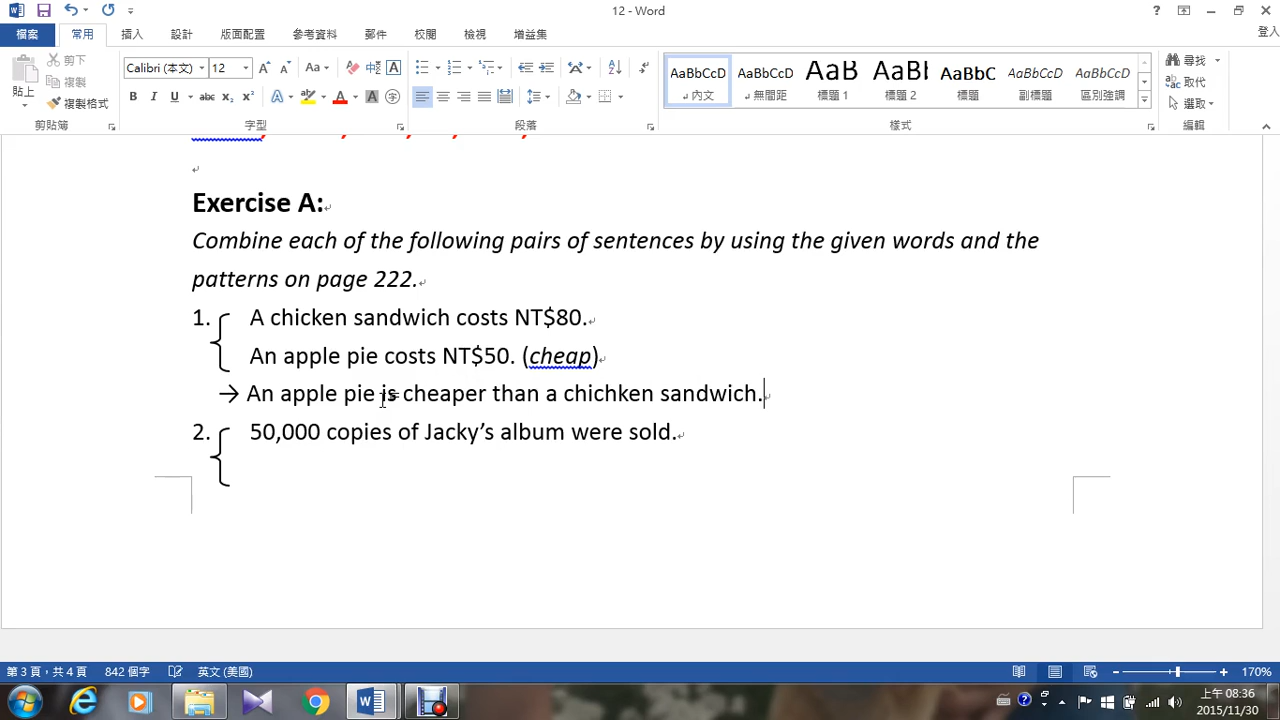 12 - Word
登入
檔案 常用 插入 設計 版面配置 參考資料 郵件 校閱 檢視 增益集
貼上 剪下 複製 複製格式
Calibri (本文) 12
AaBbCcD AaBbCcD AaB AaBb AaBbC AaBbCcD AaBbCcD
內文 無間距 標題 1 標題 2 標題 副標題 區別強調
尋找 取代 選取
剪貼簿 字型 段落 樣式 編輯
Exercise A:
Combine each of the following pairs of sentences by using the given words and the
patterns on page 222.
1. A chicken sandwich costs NT$80.
An apple pie costs NT$50. (cheap)
→ An apple pie is cheaper than a chichken sandwich.
2. 50,000 copies of Jacky’s album were sold.
第 3 頁，共 4 頁 842 個字 英文 (美國) 170%
上午 08:36
2015/11/30